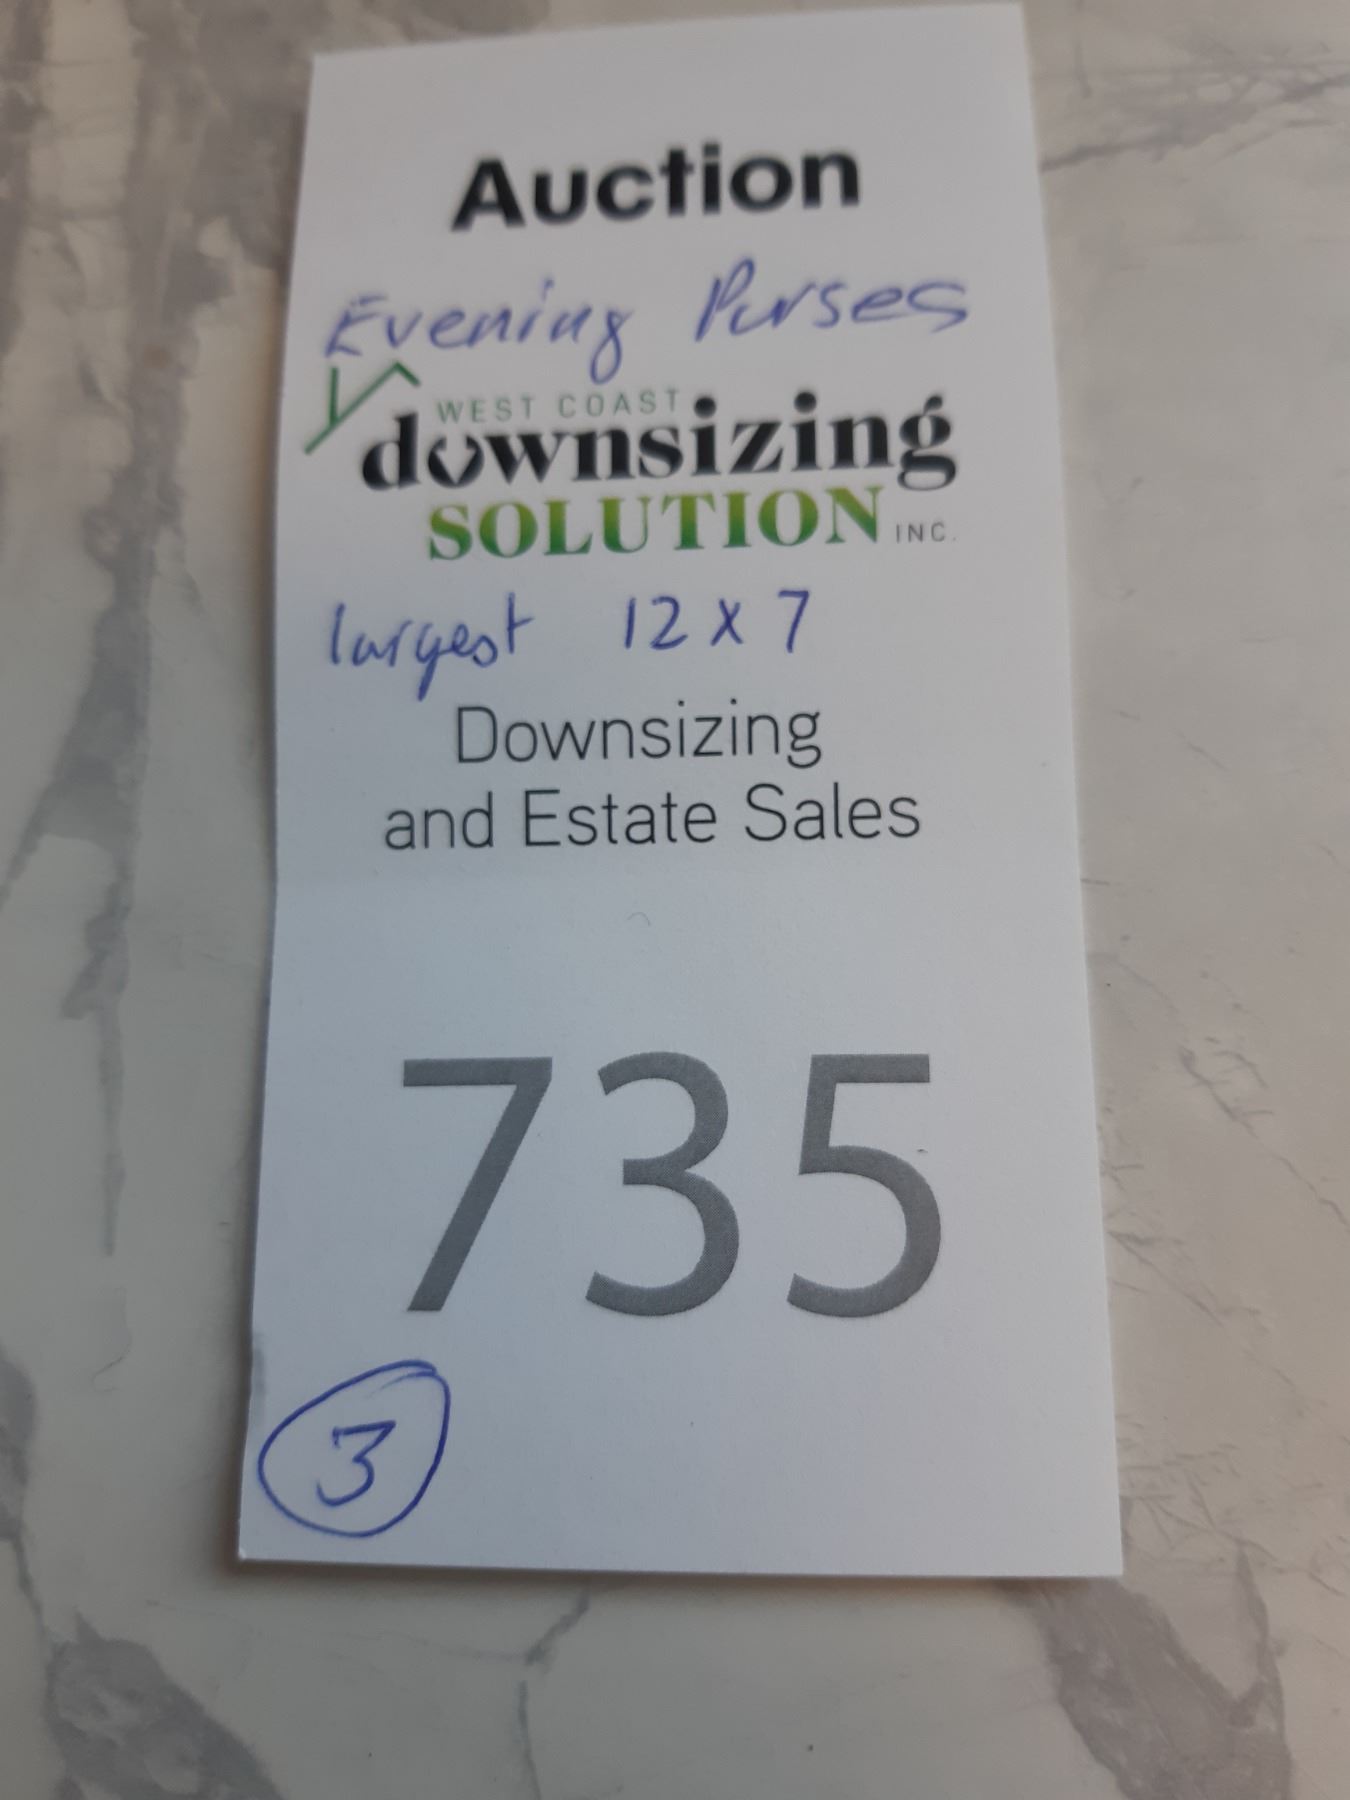 Auction
Evening Purses
WEST COAST
downsizing
SOLUTION INC.
largest 12 x 7
Downsizing
and Estate Sales
735
3